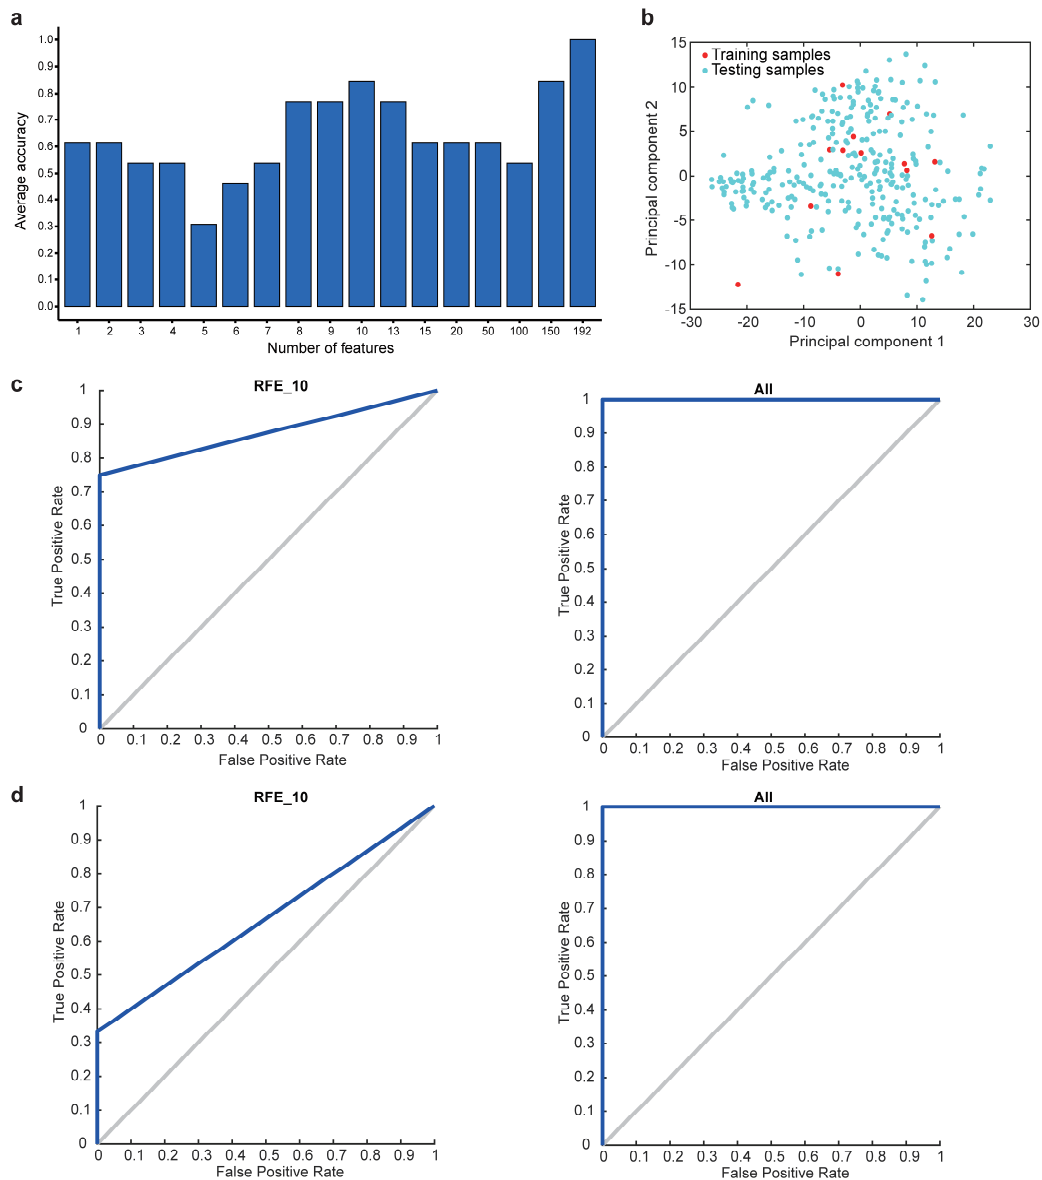 a
1.0
0.9
0.8
0.7
0.6
0.5
0.4
0.3
0.2
0.1
0.0
Average accuracy
1 2 3 4 5 6 7 8 9 10 13 15 20 50 100 150 192
Number of features
b
15
10
5
0
-5
-10
-15
Principal component 2
Training samples
Testing samples
-30 -20 -10 0 10 20 30
Principal component 1
c
RFE_10
1
0.9
0.8
0.7
0.6
0.5
0.4
0.3
0.2
0.1
0
True Positive Rate
0 0.1 0.2 0.3 0.4 0.5 0.6 0.7 0.8 0.9 1
False Positive Rate
All
1
0.9
0.8
0.7
0.6
0.5
0.4
0.3
0.2
0.1
0
True Positive Rate
0 0.1 0.2 0.3 0.4 0.5 0.6 0.7 0.8 0.9 1
False Positive Rate
d
RFE_10
1
0.9
0.8
0.7
0.6
0.5
0.4
0.3
0.2
0.1
0
True Positive Rate
0 0.1 0.2 0.3 0.4 0.5 0.6 0.7 0.8 0.9 1
False Positive Rate
All
1
0.9
0.8
0.7
0.6
0.5
0.4
0.3
0.2
0.1
0
True Positive Rate
0 0.1 0.2 0.3 0.4 0.5 0.6 0.7 0.8 0.9 1
False Positive Rate